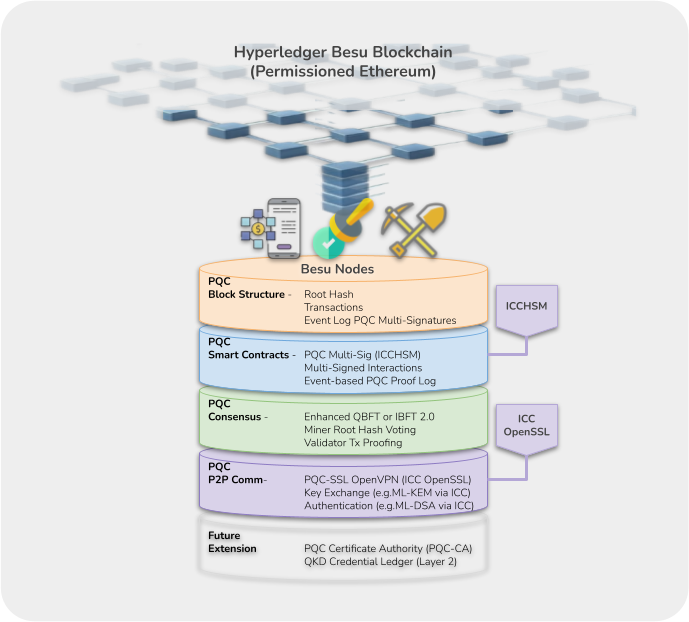 Hyperledger Besu Blockchain
(Permissioned Ethereum)
$
Besu Nodes
PQC
Block Structure - Root Hash
Transactions
Event Log PQC Multi-Signatures
ICCHSM
PQC
Smart Contracts - PQC Multi-Sig (ICCHSM)
Multi-Signed Interactions
Event-based PQC Proof Log
PQC
Consensus - Enhanced QBFT or IBFT 2.0
Miner Root Hash Voting
Validator Tx Proofing
ICC
OpenSSL
PQC
P2P Comm- PQC-SSL OpenVPN (ICC OpenSSL)
Key Exchange (e.g.ML-KEM via ICC)
Authentication (e.g.ML-DSA via ICC)
Future
Extension PQC Certificate Authority (PQC-CA)
QKD Credential Ledger (Layer 2)